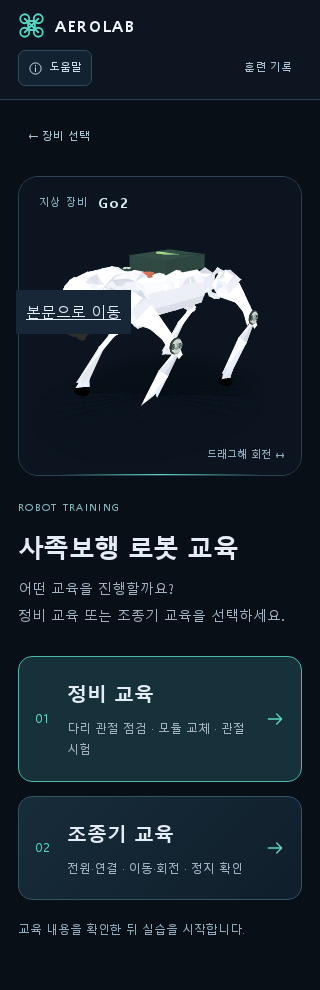 AEROLAB
도움말
훈련 기록
← 장비 선택
지상 장비 Go2
본문으로 이동
드래그해 회전 ↔
ROBOT TRAINING
사족보행 로봇 교육
어떤 교육을 진행할까요?
정비 교육 또는 조종기 교육을 선택하세요.
01
정비 교육
다리 관절 점검 · 모듈 교체 · 관절
시험
→
02
조종기 교육
전원·연결 · 이동·회전 · 정지 확인
→
교육 내용을 확인한 뒤 실습을 시작합니다.